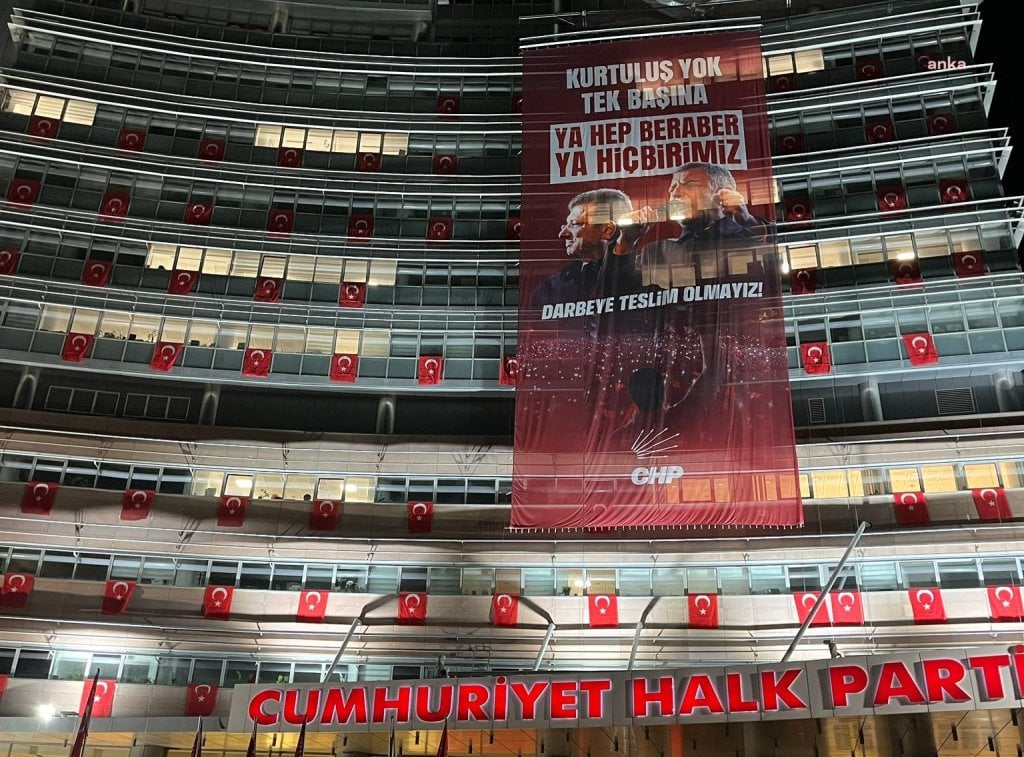 anka
KURTULUŞ YOK
TEK BAŞINA
YA HEP BERABER
YA HİÇBİRİMİZ
DARBEYE TESLİM OLMAYIZ!
CHP
CUMHURİYET HALK PARTİ